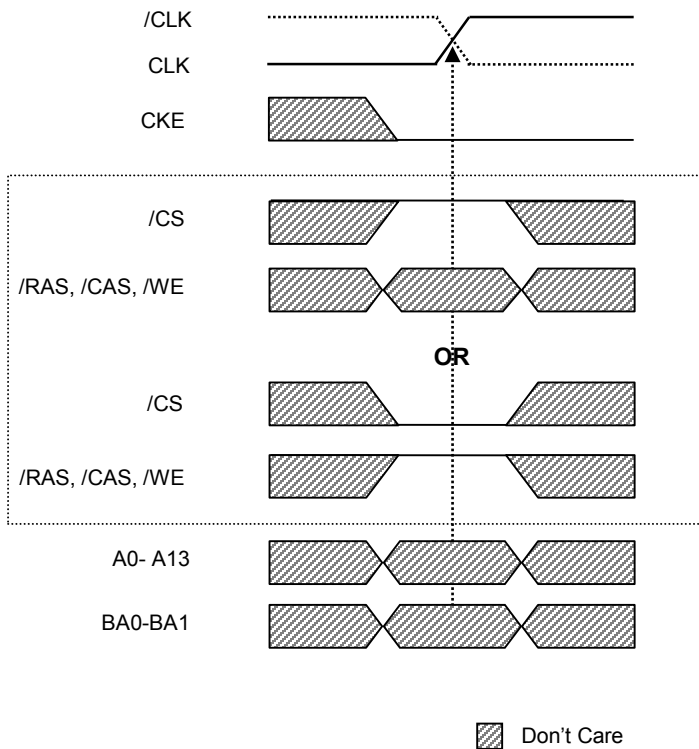 /CLK
CLK
CKE
/CS
/RAS, /CAS, /WE
OR
/CS
/RAS, /CAS, /WE
A0- A13
BA0-BA1
Don't Care